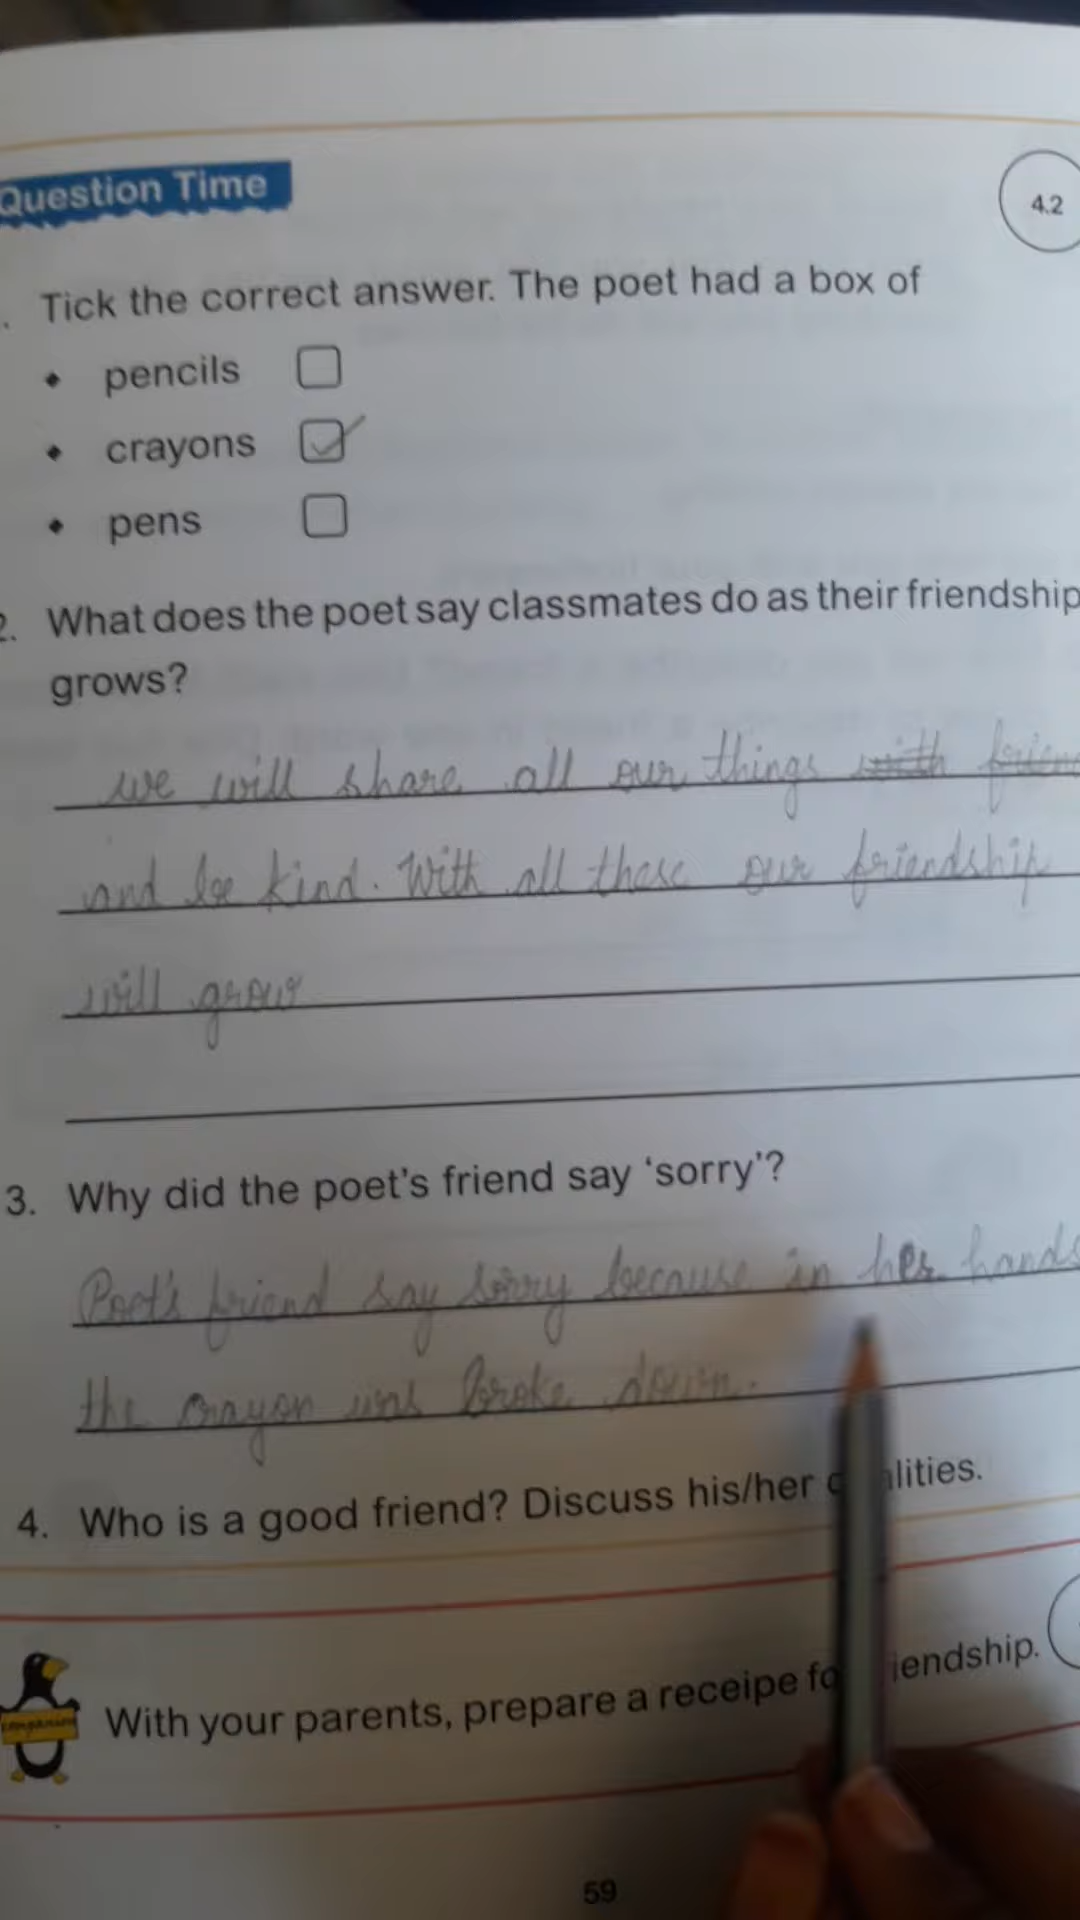 Question Time
4.2
Tick the correct answer. The poet had a box of
• pencils
• crayons
• pens
2. What does the poet say classmates do as their friendship
grows?
we will share all our things with
and be kind. With all these our friendship
will grow
3. Why did the poet's friend say 'sorry'?
Poet's friend say sorry because in her hands
the crayon was broke down.
4. Who is a good friend? Discuss his/her
With your parents, prepare a receipe
59